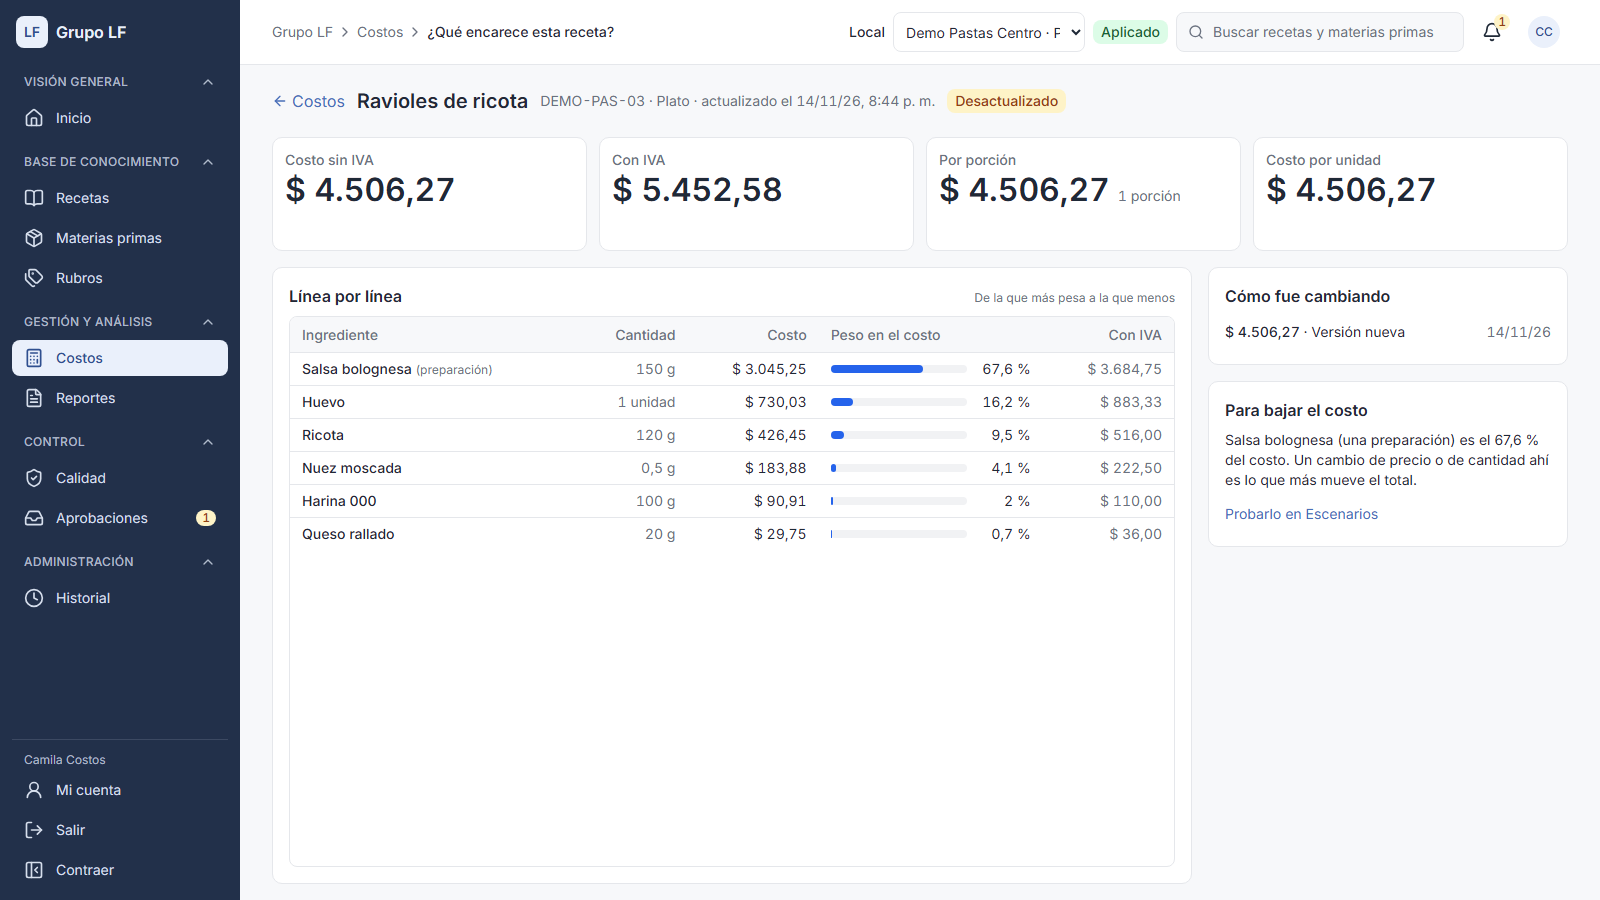 LF Grupo LF
VISIÓN GENERAL
Inicio
BASE DE CONOCIMIENTO
Recetas
Materias primas
Rubros
GESTIÓN Y ANÁLISIS
Costos
Reportes
CONTROL
Calidad
Aprobaciones 1
ADMINISTRACIÓN
Historial
Camila Costos
Mi cuenta
Salir
Contraer
Grupo LF > Costos > ¿Qué encarece esta receta?
Local Demo Pastas Centro · P Aplicado Buscar recetas y materias primas 1 CC
← Costos Ravioles de ricota DEMO-PAS-03 · Plato · actualizado el 14/11/26, 8:44 p. m. Desactualizado
Costo sin IVA
$ 4.506,27
Con IVA
$ 5.452,58
Por porción
$ 4.506,27 1 porción
Costo por unidad
$ 4.506,27
Línea por línea De la que más pesa a la que menos
Ingrediente Cantidad Costo Peso en el costo Con IVA
Salsa bolognesa (preparación) 150 g $ 3.045,25 67,6 % $ 3.684,75
Huevo 1 unidad $ 730,03 16,2 % $ 883,33
Ricota 120 g $ 426,45 9,5 % $ 516,00
Nuez moscada 0,5 g $ 183,88 4,1 % $ 222,50
Harina 000 100 g $ 90,91 2 % $ 110,00
Queso rallado 20 g $ 29,75 0,7 % $ 36,00
Cómo fue cambiando
$ 4.506,27 · Versión nueva 14/11/26
Para bajar el costo
Salsa bolognesa (una preparación) es el 67,6 %
del costo. Un cambio de precio o de cantidad ahí
es lo que más mueve el total.
Probarlo en Escenarios